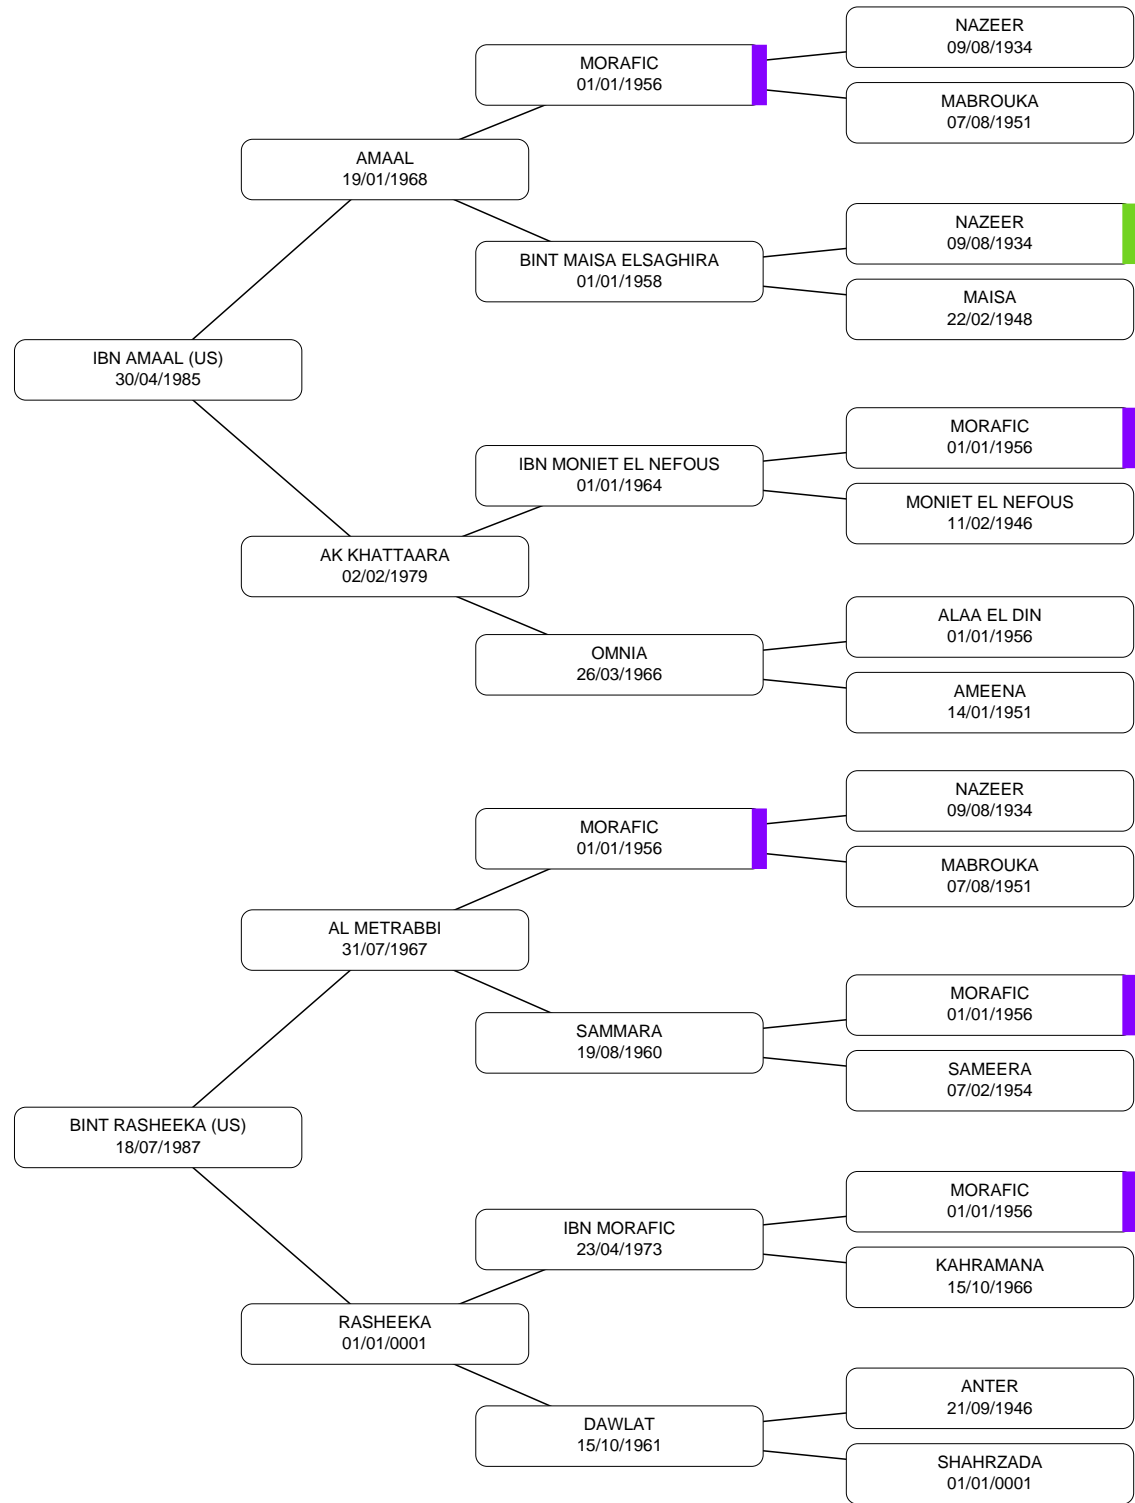 NAZEER
09/08/1934
MORAFIC
01/01/1956
MABROUKA
07/08/1951
AMAAL
19/01/1968
NAZEER
09/08/1934
BINT MAISA ELSAGHIRA
01/01/1958
MAISA
22/02/1948
IBN AMAAL (US)
30/04/1985
MORAFIC
01/01/1956
IBN MONIET EL NEFOUS
01/01/1964
MONIET EL NEFOUS
11/02/1946
AK KHATTAARA
02/02/1979
ALAA EL DIN
01/01/1956
OMNIA
26/03/1966
AMEENA
14/01/1951
NAZEER
09/08/1934
MORAFIC
01/01/1956
MABROUKA
07/08/1951
AL METRABBI
31/07/1967
MORAFIC
01/01/1956
SAMMARA
19/08/1960
SAMEERA
07/02/1954
BINT RASHEEKA (US)
18/07/1987
MORAFIC
01/01/1956
IBN MORAFIC
23/04/1973
KAHRAMANA
15/10/1966
RASHEEKA
01/01/0001
ANTER
21/09/1946
DAWLAT
15/10/1961
SHAHRZADA
01/01/0001